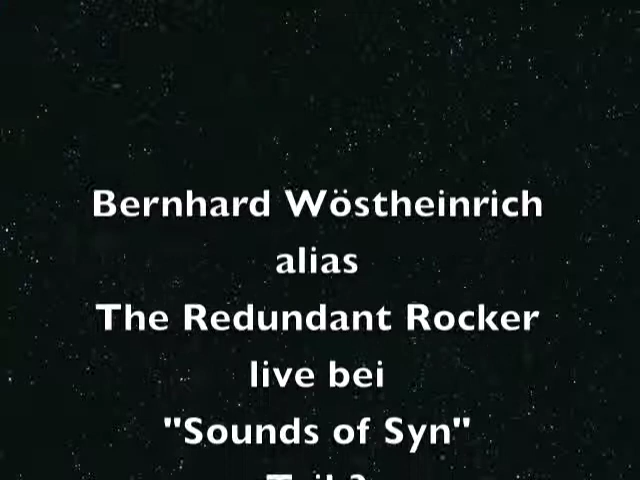 Bernhard Wöstheinrich
alias
The Redundant Rocker
live bei
"Sounds of Syn"